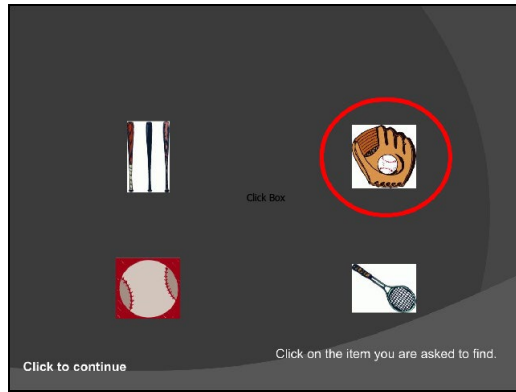 Click Box
Click on the item you are asked to find.
Click to continue